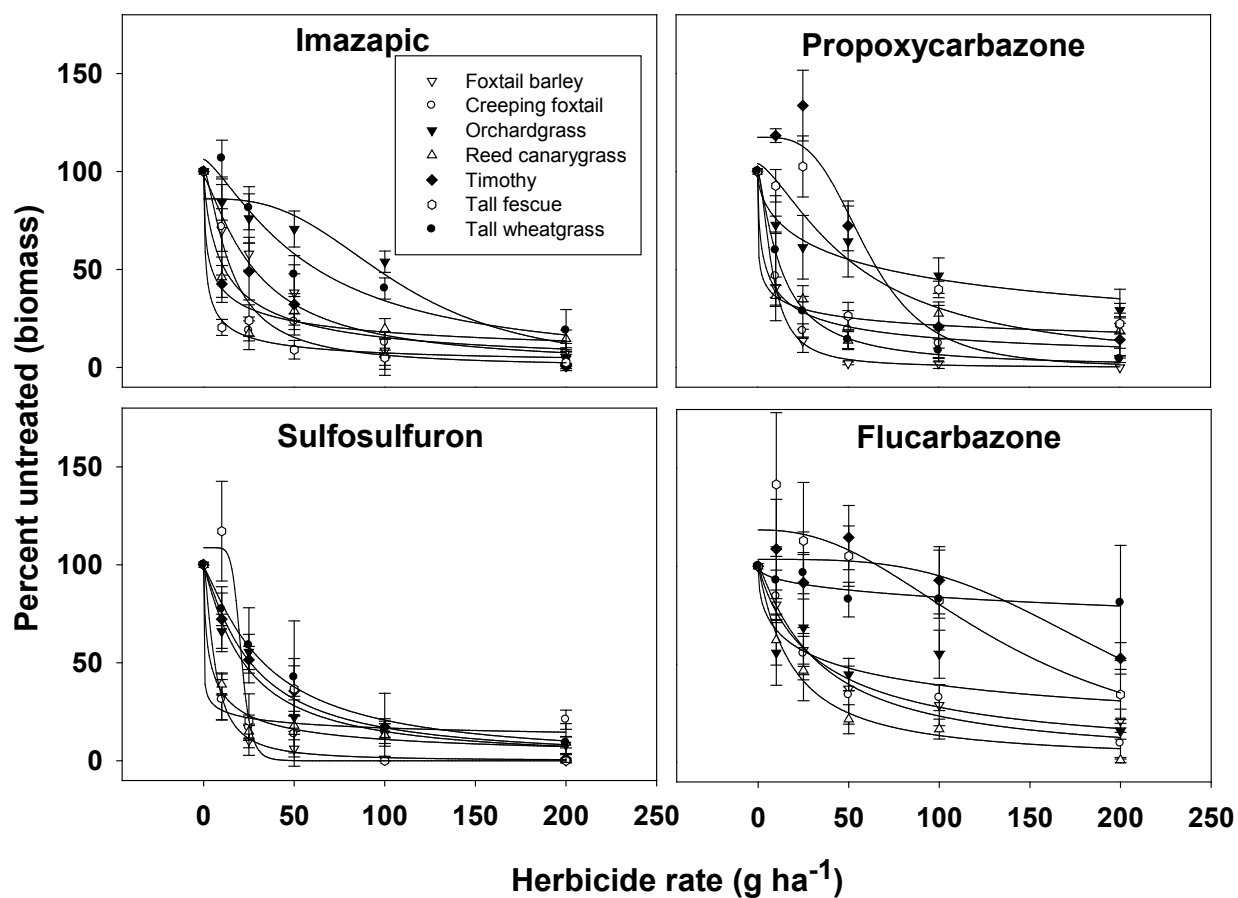 Imazapic
Propoxycarbazone
150
100
50
0
Foxtail barley
Creeping foxtail
Orchardgrass
Reed canarygrass
Timothy
Tall fescue
Tall wheatgrass
Percent untreated (biomass)
Sulfosulfuron
Flucarbazone
150
100
50
0
0 50 100 150 200 250
0 50 100 150 200 250
Herbicide rate (g ha⁻¹)